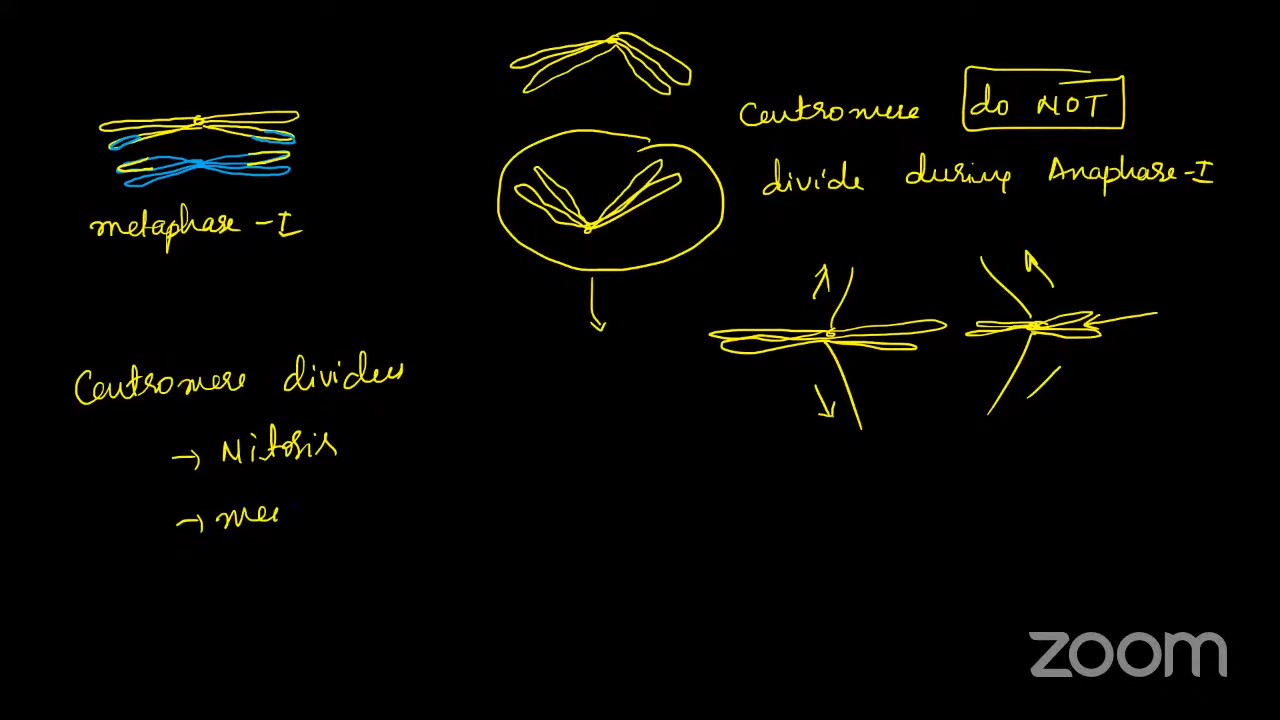 Centromere do NOT
divide during Anaphase-I
metaphase-I
Centromere divides
→ Mitosis
→ mei
zoom